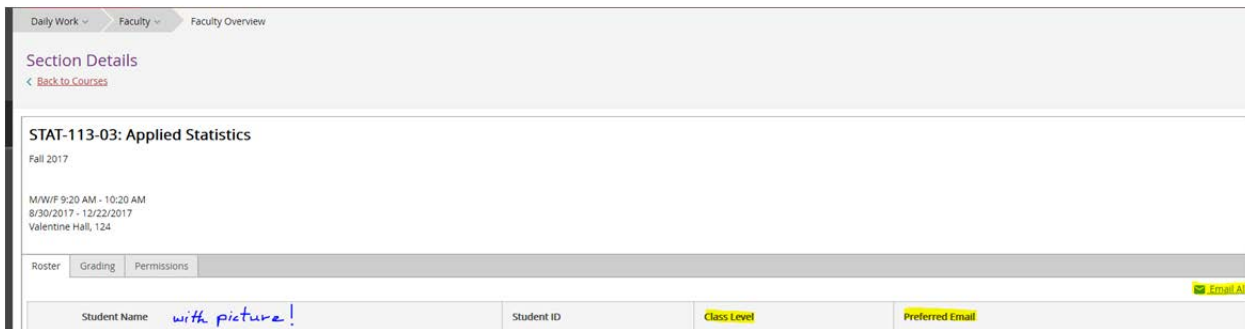 Daily Work Faculty Faculty Overview
Section Details
< Back to Courses
STAT-113-03: Applied Statistics
Fall 2017
M/W/F 9:20 AM - 10:20 AM
8/30/2017 - 12/22/2017
Valentine Hall, 124
Roster Grading Permissions
Email Al
Student Name with picture! Student ID Class Level Preferred Email